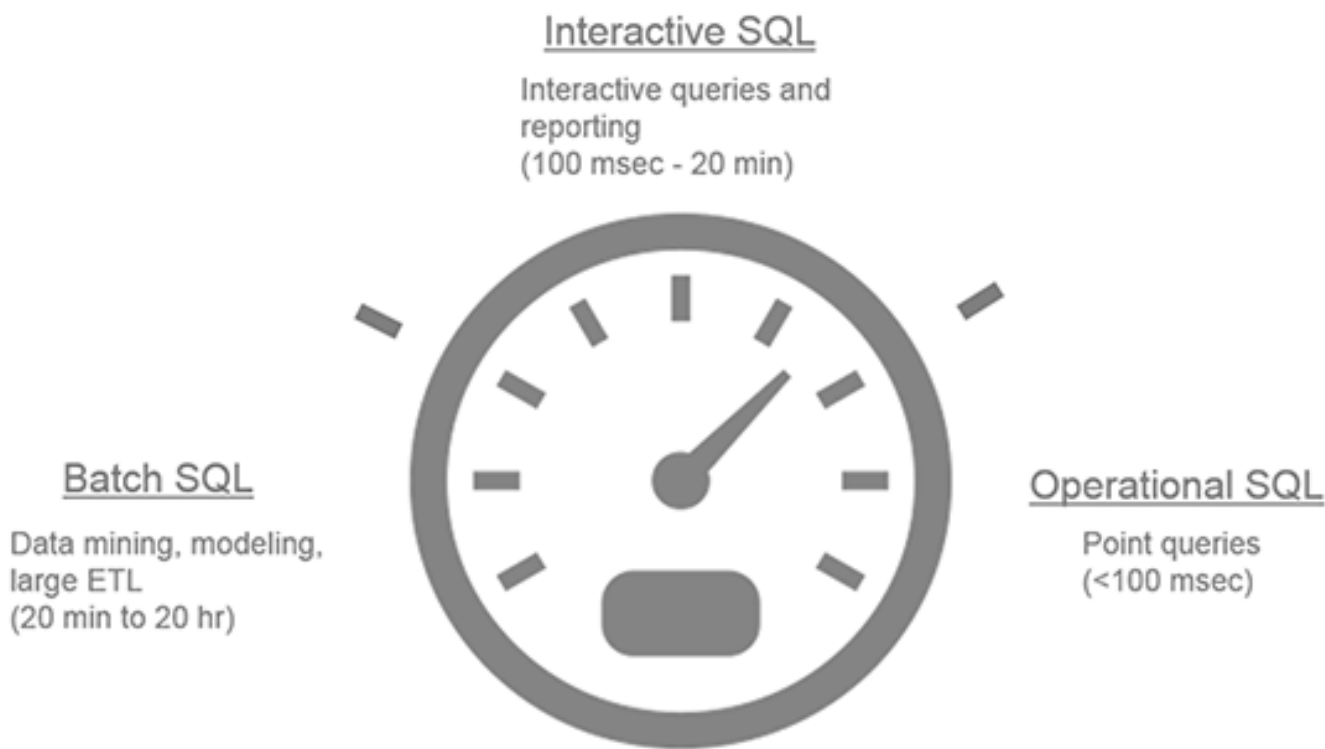 Interactive SQL
Interactive queries and
reporting
(100 msec - 20 min)
Batch SQL
Data mining, modeling,
large ETL
(20 min to 20 hr)
Operational SQL
Point queries
(<100 msec)